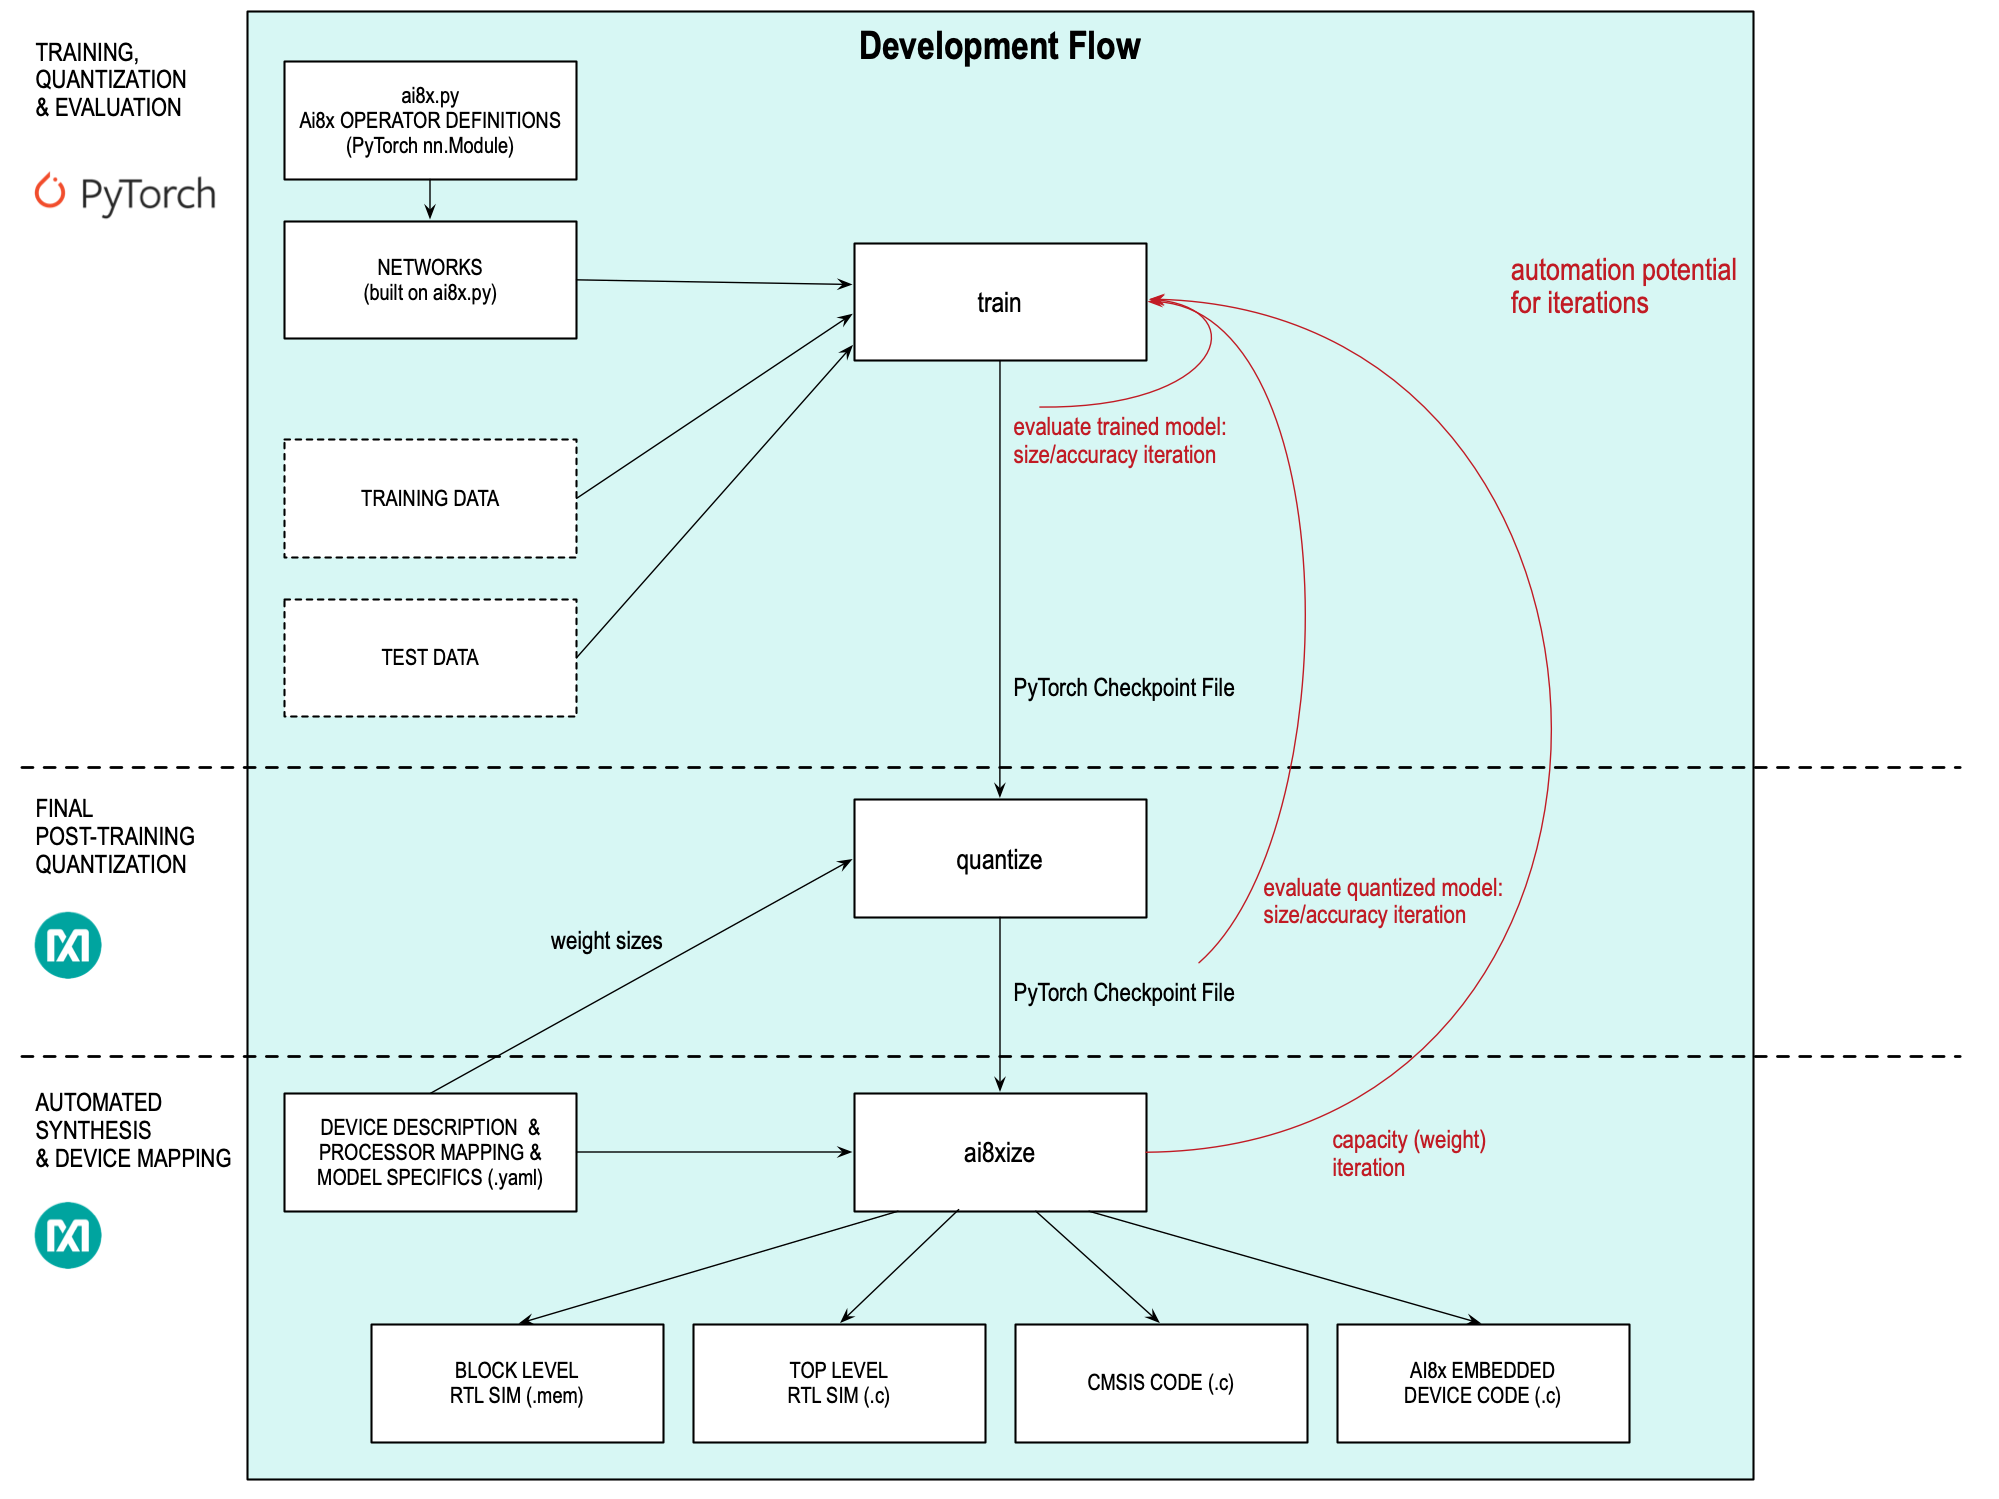 Development Flow
TRAINING,
QUANTIZATION
& EVALUATION
PyTorch
ai8x.py
Ai8x OPERATOR DEFINITIONS
(PyTorch nn.Module)
NETWORKS
(built on ai8x.py)
train
automation potential
for iterations
evaluate trained model:
size/accuracy iteration
TRAINING DATA
TEST DATA
PyTorch Checkpoint File
FINAL
POST-TRAINING
QUANTIZATION
quantize
evaluate quantized model:
size/accuracy iteration
weight sizes
PyTorch Checkpoint File
AUTOMATED
SYNTHESIS
& DEVICE MAPPING
DEVICE DESCRIPTION &
PROCESSOR MAPPING &
MODEL SPECIFICS (.yaml)
ai8xize
capacity (weight)
iteration
BLOCK LEVEL
RTL SIM (.mem)
TOP LEVEL
RTL SIM (.c)
CMSIS CODE (.c)
AI8x EMBEDDED
DEVICE CODE (.c)